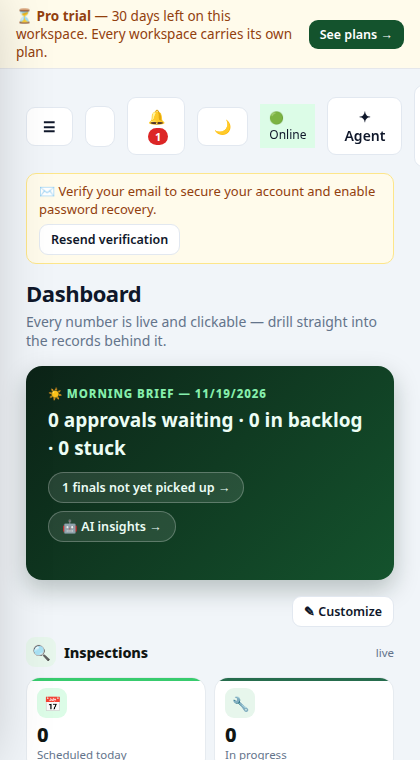 ⏳ Pro trial — 30 days left on this
workspace. Every workspace carries its own
plan.
See plans →
☰
🔔
1
🌙
🟢
Online
✦
Agent
✉️ Verify your email to secure your account and enable
password recovery.
Resend verification
Dashboard
Every number is live and clickable — drill straight into
the records behind it.
☀️ MORNING BRIEF — 11/19/2026
0 approvals waiting · 0 in backlog
· 0 stuck
1 finals not yet picked up →
🤖 AI insights →
✎ Customize
🔍 Inspections
live
📅
0
Scheduled today
🔧
0
In progress